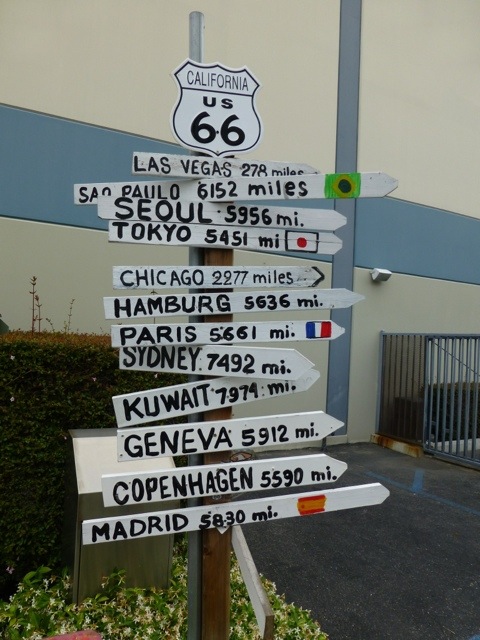 CALIFORNIA
US
66
LAS VEGAS 278 miles
SAO PAULO 6152 miles
SEOUL 5956 mi.
TOKYO 5451 mi
CHICAGO 2277 miles
HAMBURG 5636 mi.
PARIS 5661 mi.
SYDNEY 7492 mi.
KUWAIT 7974 mi.
GENEVA 5912 mi.
COPENHAGEN 5590 mi.
MADRID 5830 mi.